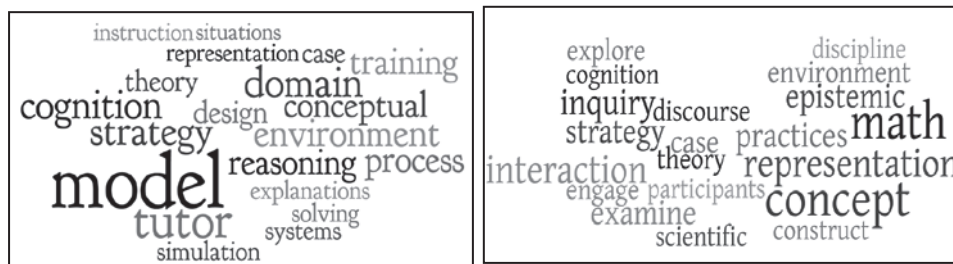 instruction situations
representation case
training
theory
domain
cognition
design
conceptual
strategy
environment
model
reasoning
process
tutor
explanations
solving
systems
simulation
explore
discipline
cognition
environment
inquiry
discourse
epistemic
math
strategy
case
practices
theory
representation
interaction
engage participants
concept
examine
scientific
construct